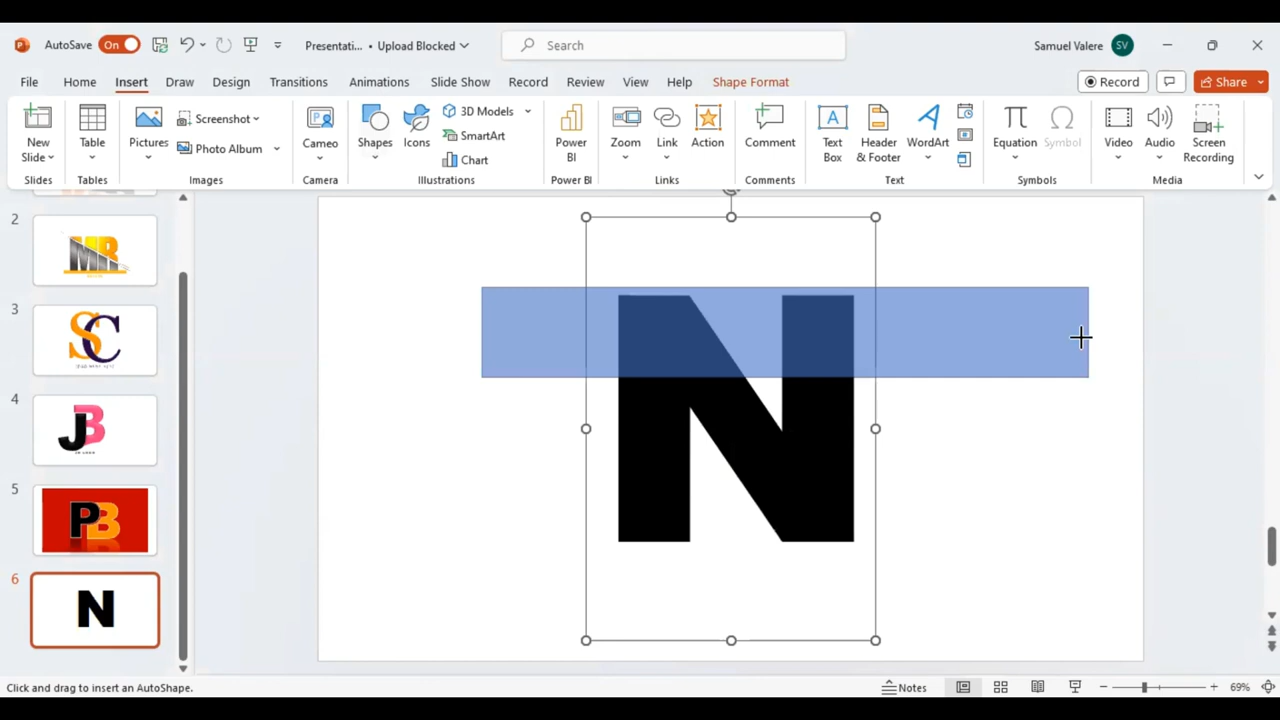 AutoSave On Presentati... • Upload Blocked Search Samuel Valere SV
File Home Insert Draw Design Transitions Animations Slide Show Record Review View Help Shape Format Record Share
New Slide
Table
Pictures
Screenshot
Photo Album
Cameo
Shapes
Icons
3D Models
SmartArt
Chart
Power BI
Zoom
Link
Action
Comment
Text Box
Header & Footer
WordArt
Equation
Symbol
Video
Audio
Screen Recording
Slides Tables Images Camera Illustrations Power BI Links Comments Text Symbols Media
2
MR
3
SC
4
JB
5
PB
6
N
N
Click and drag to insert an AutoShape. Notes 69%